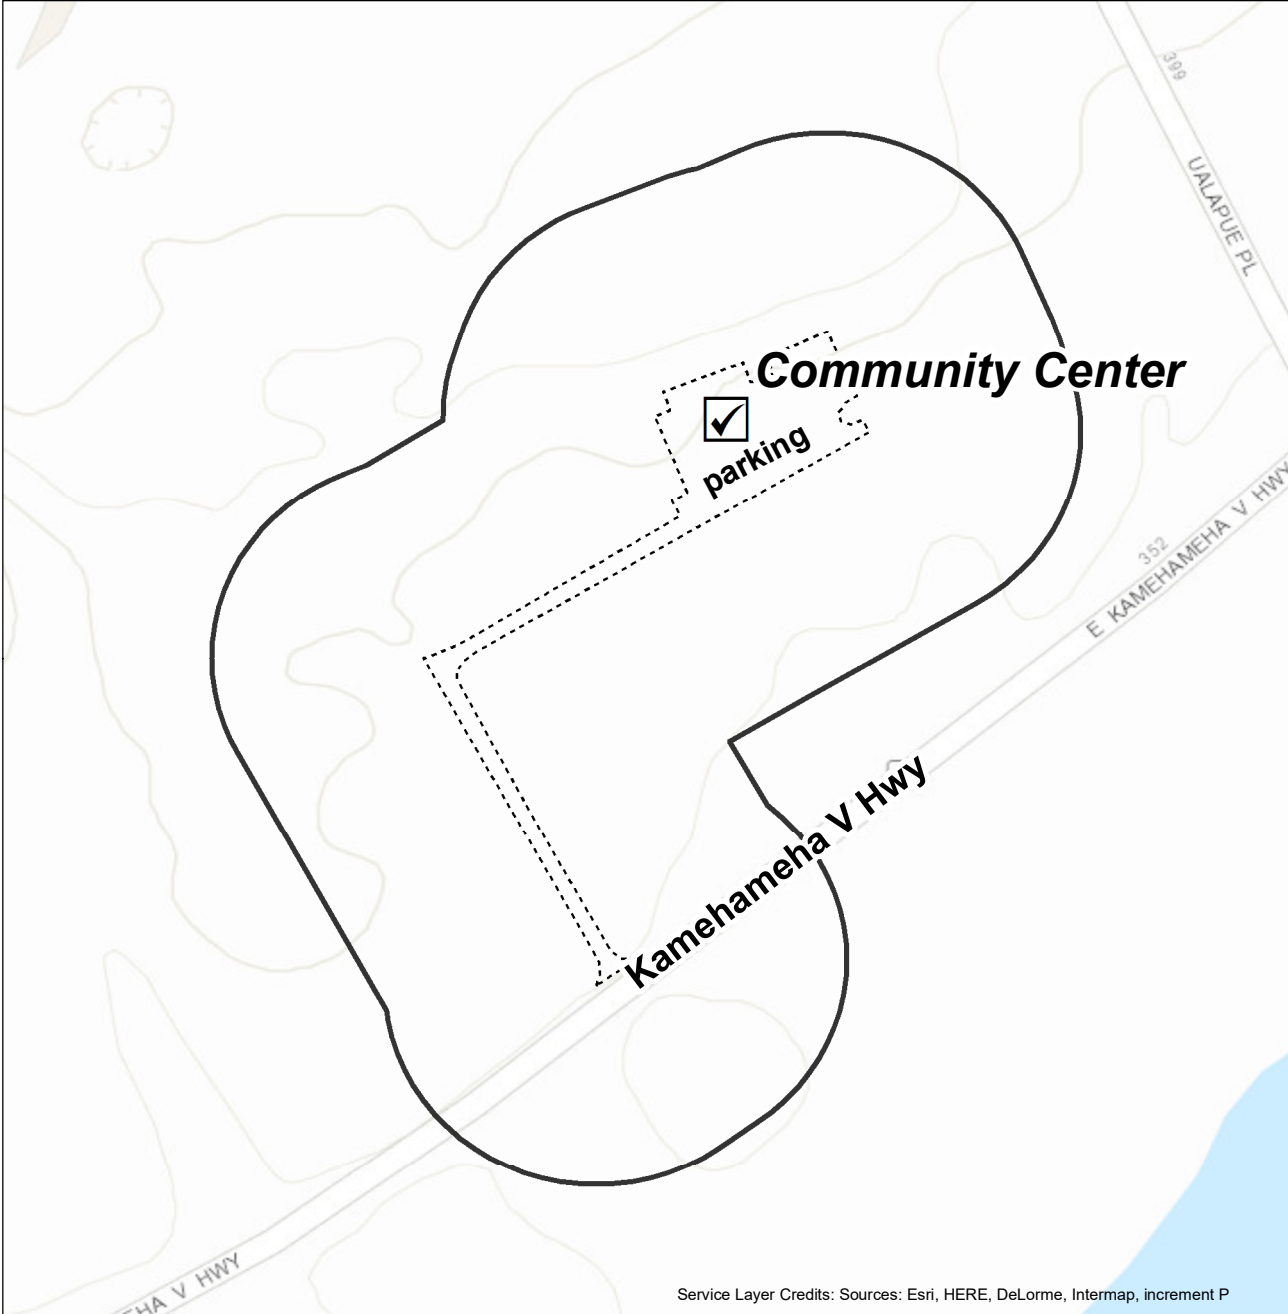 399
UALAPUE PL
Community Center
parking
E KAMEHAMEHA V HWY
352
Kamehameha V Hwy
EHA V HWY
Service Layer Credits: Sources: Esri, HERE, DeLorme, Intermap, increment P